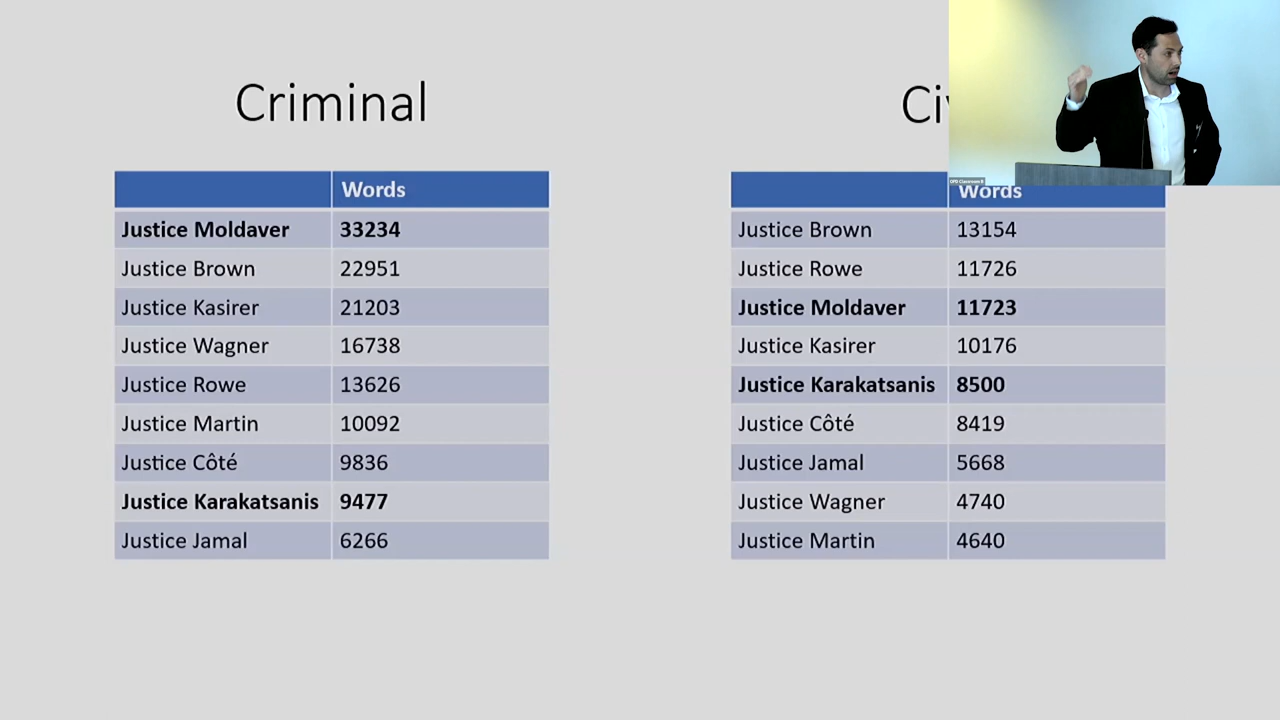 Criminal
Words
Justice Moldaver 33234
Justice Brown 22951
Justice Kasirer 21203
Justice Wagner 16738
Justice Rowe 13626
Justice Martin 10092
Justice Côté 9836
Justice Karakatsanis 9477
Justice Jamal 6266
Ci
Words
Justice Brown 13154
Justice Rowe 11726
Justice Moldaver 11723
Justice Kasirer 10176
Justice Karakatsanis 8500
Justice Côté 8419
Justice Jamal 5668
Justice Wagner 4740
Justice Martin 4640